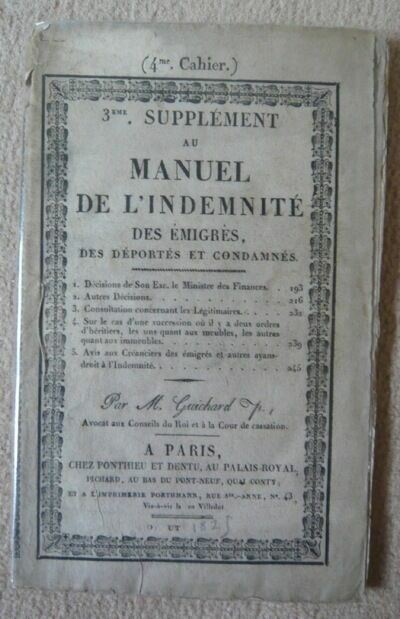 (4me. Cahier.)
3EME. SUPPLÉMENT
AU
MANUEL
DE L'INDEMNITÉ
DES ÉMIGRÉS,
DES DÉPORTÉS ET CONDAMNÉS.
1. Décisions de Son Exc. le Ministre des Finances. 193
2. Autres Décisions. . . . . . . . . . . . 216
3. Consultation concernant les Légitimaires. . . 232
4. Sur le cas d'une succession où il y a deux ordres
d'héritiers, les uns quant aux meubles, les autres
quant aux immeubles. . . . . . . . . . . 239
5. Avis aux Créanciers des émigrés et autres ayans-
droit à l'Indemnité. . . . . . . . . . . 245
Par M. Guichard P.,
Avocat aux Conseils du Roi et à la Cour de cassation.
A PARIS,
CHEZ PONTHIEU ET DENTU, AU PALAIS-ROYAL,
PICHARD, AU BAS DU PONT-NEUF, QUAI CONTY;
ET A L'IMPRIMERIE PORTHMANN, RUE Ste.-ANNE, No. 43,
Vis-à-vis la rue Villedot
UT 1825